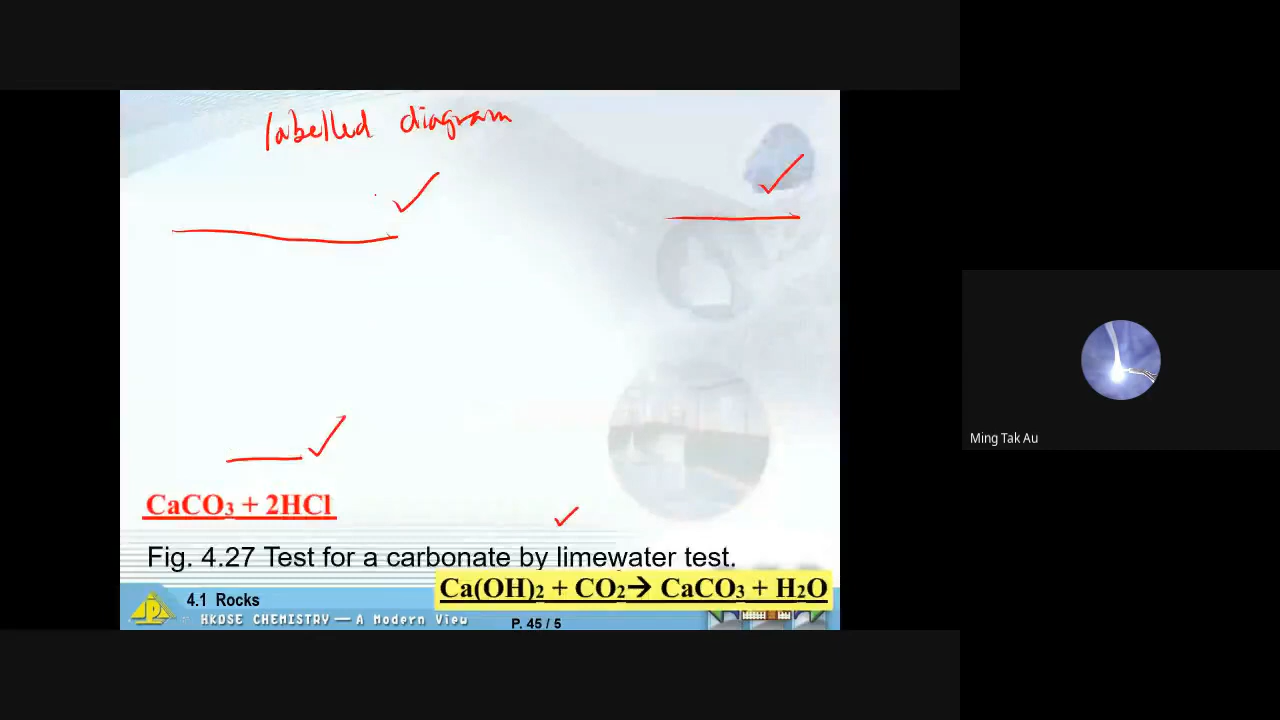 labelled diagram
CaCO₃ + 2HCl
Fig. 4.27 Test for a carbonate by limewater test.
Ca(OH)₂ + CO₂→ CaCO₃ + H₂O
4.1 Rocks
HKDSE CHEMISTRY — A Modern View
P. 45 / 5
Ming Tak Au